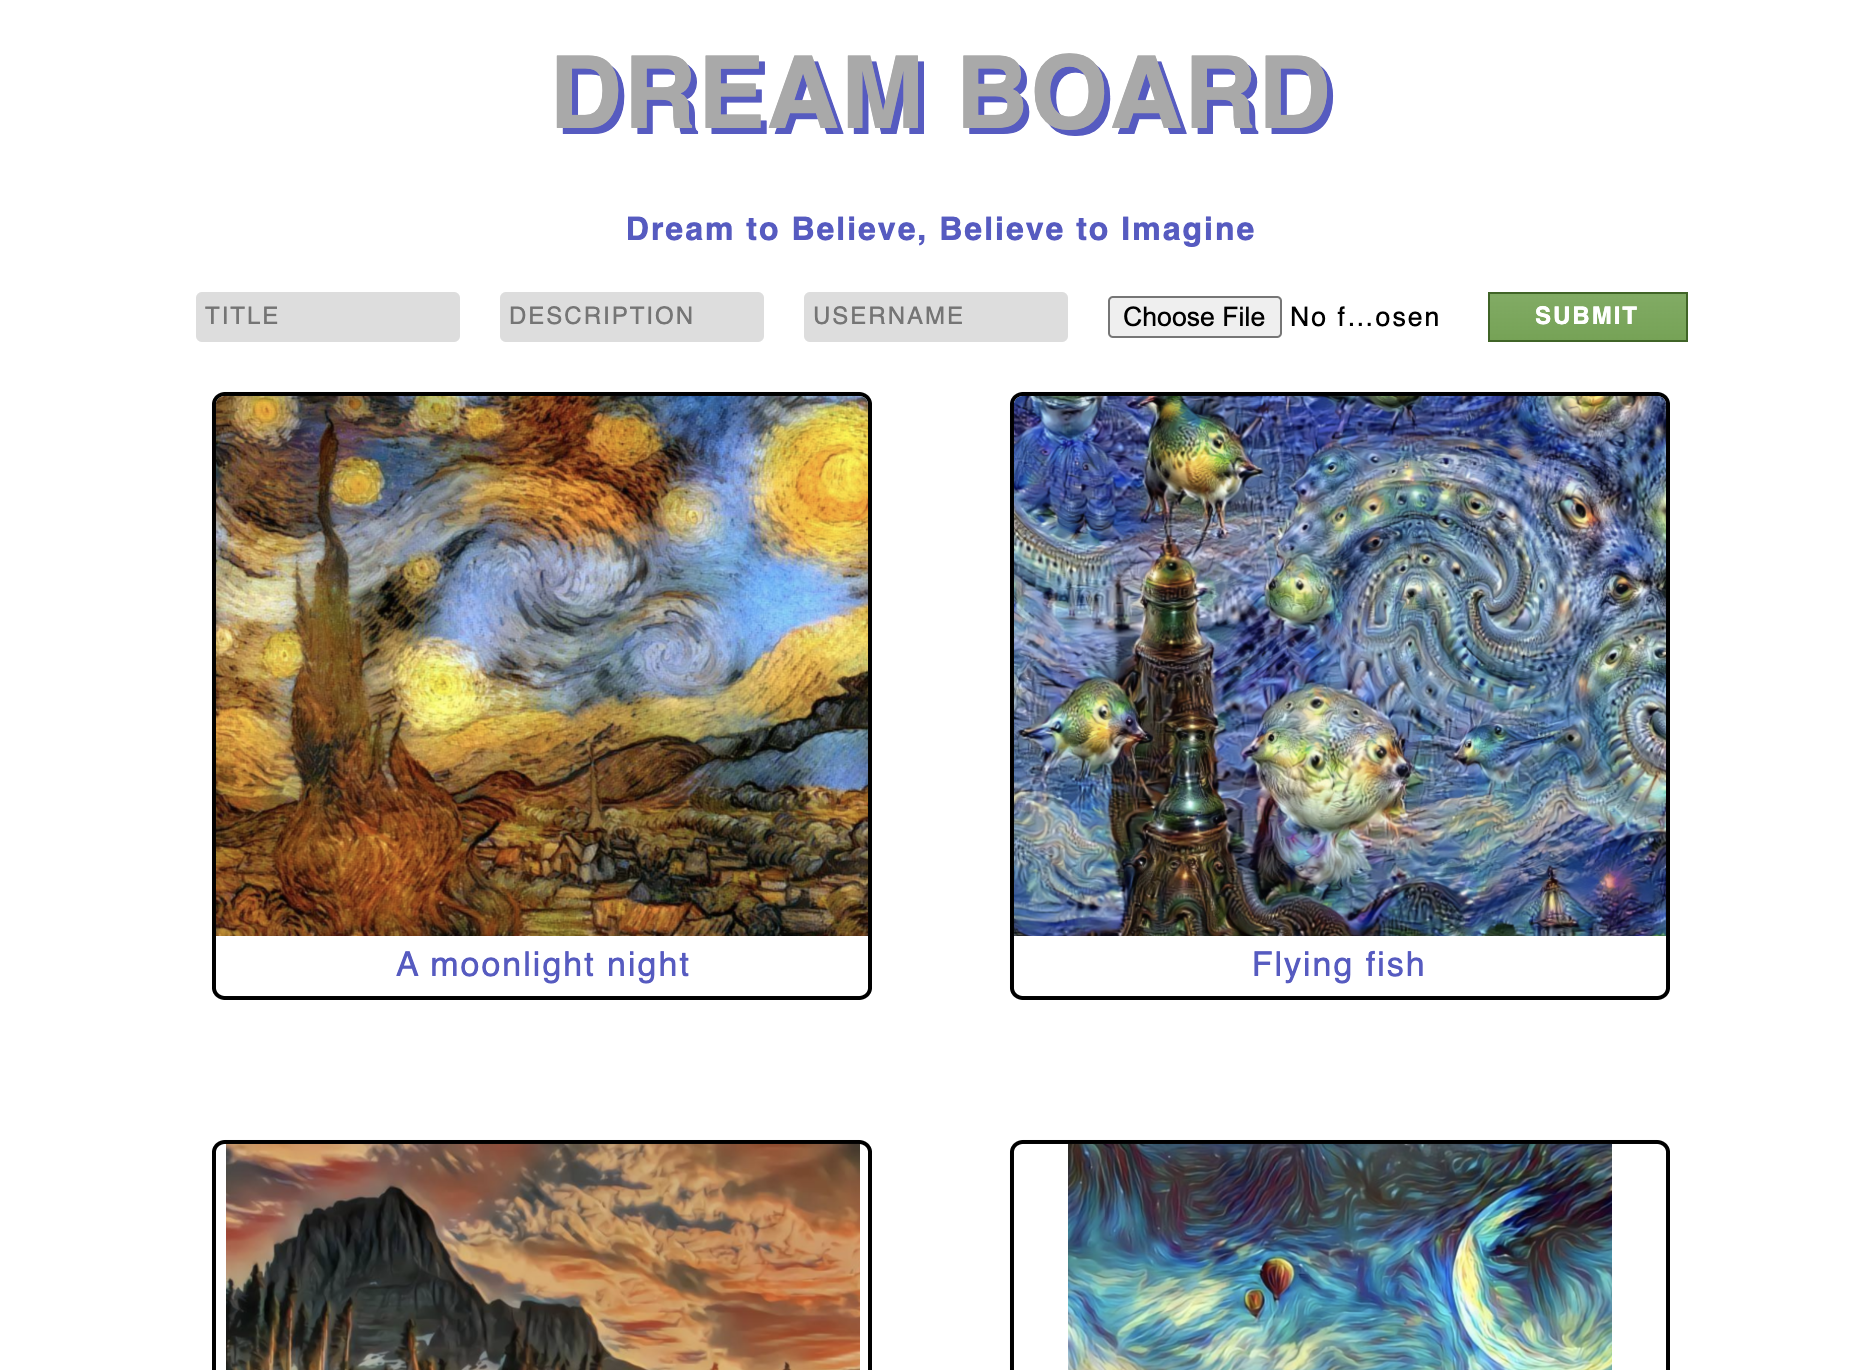 DREAM BOARD
Dream to Believe, Believe to Imagine
TITLE DESCRIPTION USERNAME Choose File No f...osen SUBMIT
A moonlight night
Flying fish